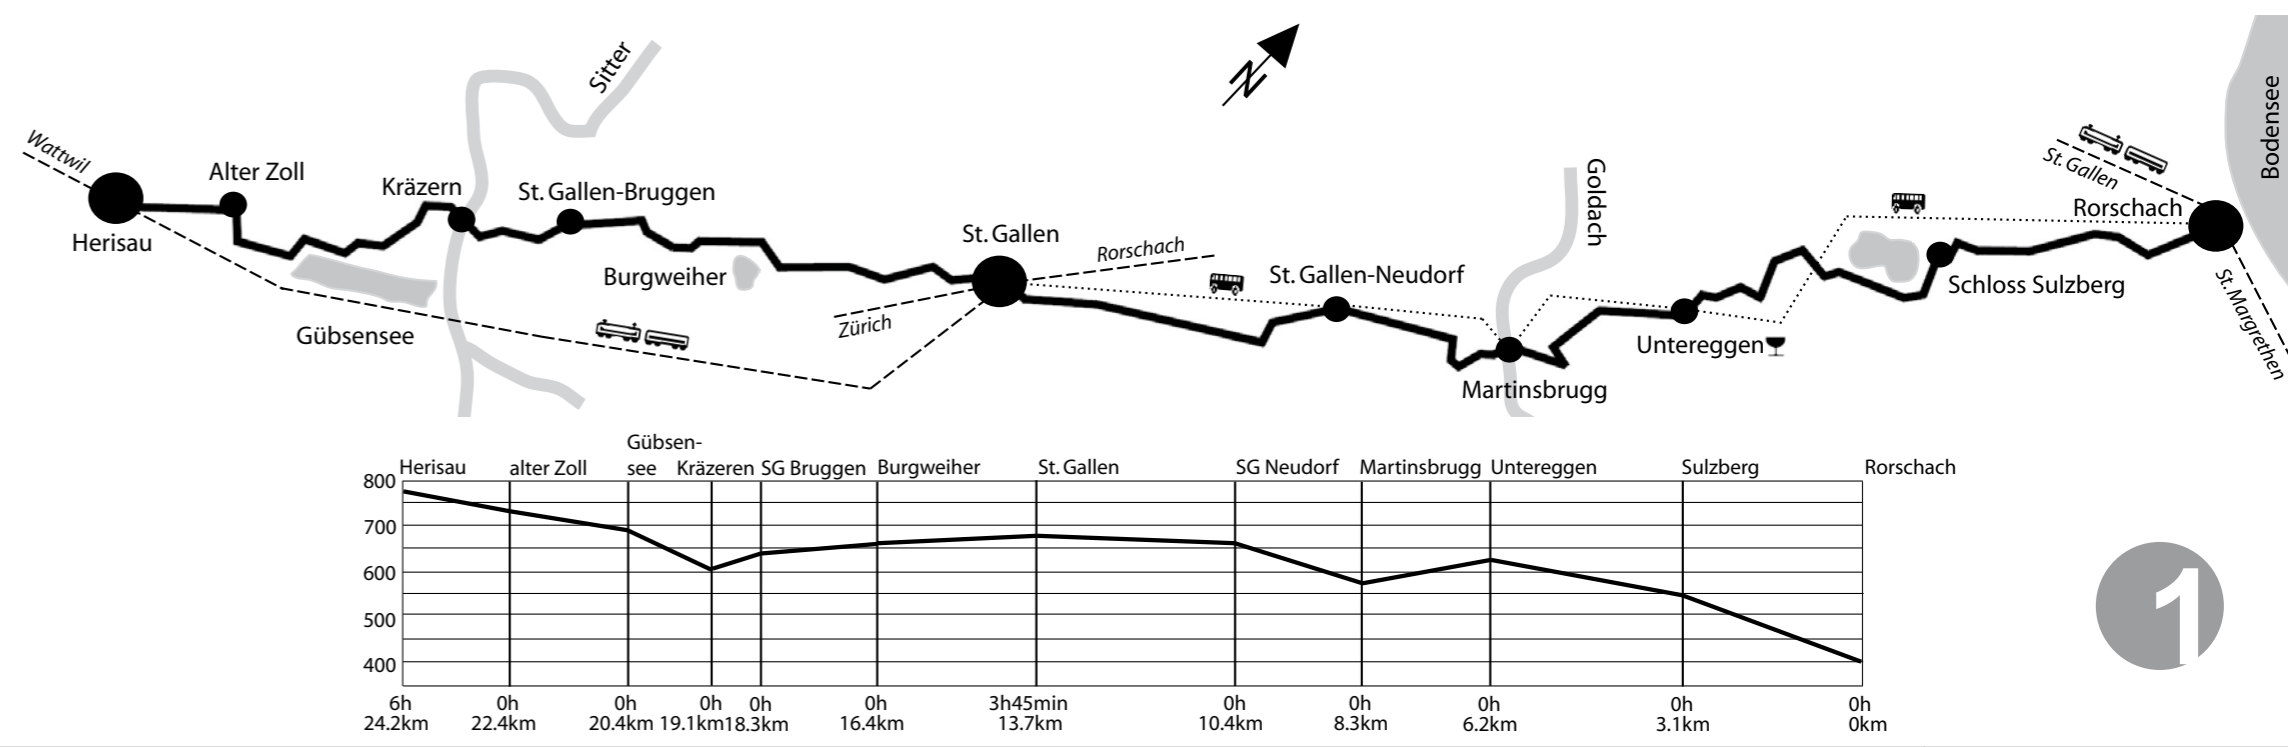 Sitter
N
Bodensee
Wattwil
Alter Zoll
Kräzern
St. Gallen-Bruggen
Goldach
St. Gallen
Rorschach
Herisau
St. Gallen
Rorschach
Burgweiher
St. Gallen-Neudorf
Schloss Sulzberg
St. Margrethen
Gübsensee
Zürich
Untereggen
Martinsbrugg
Gübsen-
Herisau alter Zoll see Kräzeren SG Bruggen Burgweiher St. Gallen SG Neudorf Martinsbrugg Untereggen Sulzberg Rorschach
800
700
600
500
400
6h 0h 0h 0h 0h 0h 3h45min 0h 0h 0h 0h 0h
24.2km 22.4km 20.4km 19.1km 18.3km 16.4km 13.7km 10.4km 8.3km 6.2km 3.1km 0km
1